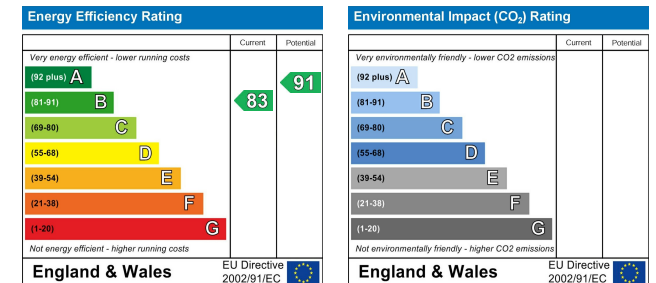 Energy Efficiency Rating
Current Potential
Very energy efficient - lower running costs
(92 plus) A
(81-91) B
(69-80) C
(55-68) D
(39-54) E
(21-38) F
(1-20) G
83
91
Not energy efficient - higher running costs
England & Wales
EU Directive
2002/91/EC
Environmental Impact (CO₂) Rating
Current Potential
Very environmentally friendly - lower CO2 emissions
(92 plus) A
(81-91) B
(69-80) C
(55-68) D
(39-54) E
(21-38) F
(1-20) G
Not environmentally friendly - higher CO2 emissions
England & Wales
EU Directive
2002/91/EC